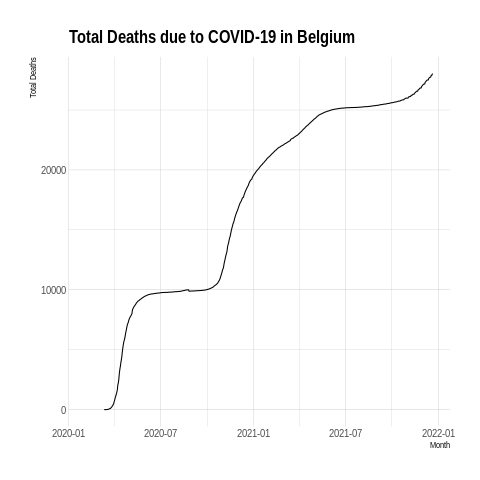 Total Deaths due to COVID-19 in Belgium
Total Deaths
20000
10000
0
2020-01 2020-07 2021-01 2021-07 2022-01
Month